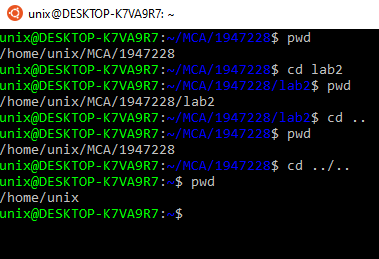 unix@DESKTOP-K7VA9R7: ~
unix@DESKTOP-K7VA9R7:~/MCA/1947228$ pwd
/home/unix/MCA/1947228
unix@DESKTOP-K7VA9R7:~/MCA/1947228$ cd lab2
unix@DESKTOP-K7VA9R7:~/MCA/1947228/lab2$ pwd
/home/unix/MCA/1947228/lab2
unix@DESKTOP-K7VA9R7:~/MCA/1947228/lab2$ cd ..
unix@DESKTOP-K7VA9R7:~/MCA/1947228$ pwd
/home/unix/MCA/1947228
unix@DESKTOP-K7VA9R7:~/MCA/1947228$ cd ../..
unix@DESKTOP-K7VA9R7:~$ pwd
/home/unix
unix@DESKTOP-K7VA9R7:~$